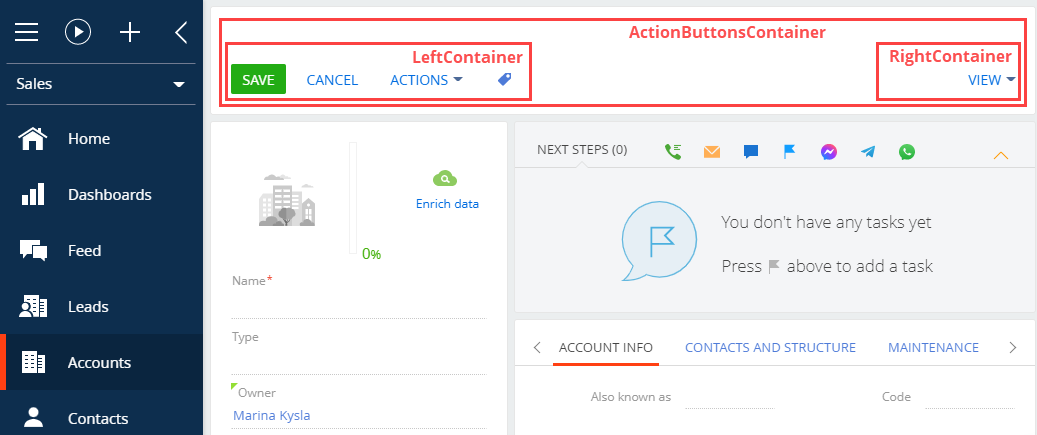 ActionButtonsContainer
LeftContainer
RightContainer
SAVE CANCEL ACTIONS VIEW
Sales
Home
Dashboards
Feed
Leads
Accounts
Contacts
Enrich data
0%
Name*
Type
Owner
Marina Kysla
NEXT STEPS (0)
You don't have any tasks yet
Press above to add a task
ACCOUNT INFO CONTACTS AND STRUCTURE MAINTENANCE
Also known as Code